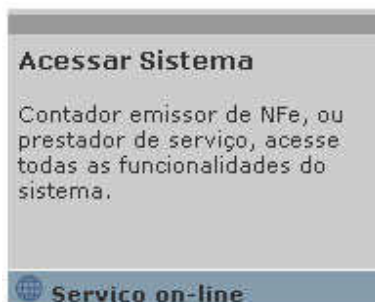 Acessar Sistema
Contador emissor de NFe, ou
prestador de serviço, acesse
todas as funcionalidades do
sistema.
Serviço on-line